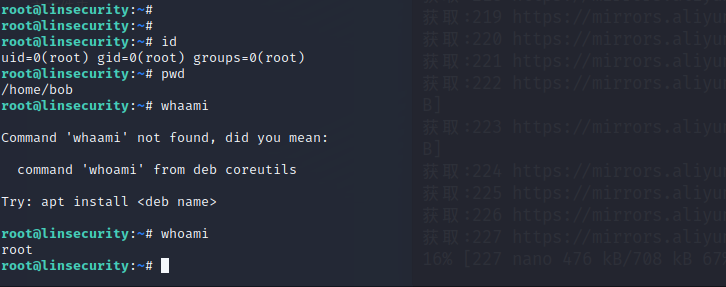 root@linsecurity:~#
root@linsecurity:~#
root@linsecurity:~# id
uid=0(root) gid=0(root) groups=0(root)
root@linsecurity:~# pwd
/home/bob
root@linsecurity:~# whaami
Command 'whaami' not found, did you mean:
  command 'whoami' from deb coreutils
Try: apt install <deb name>
root@linsecurity:~# whoami
root
root@linsecurity:~#
获取:219 https://mirrors.aliyu
获取:220 https://mirrors.aliyu
获取:221 https://mirrors.aliyu
获取:222 https://mirrors.aliyu
B]
获取:223 https://mirrors.aliyu
B]
获取:224 https://mirrors.aliyu
获取:225 https://mirrors.aliyu
获取:226 https://mirrors.aliyu
获取:227 https://mirrors.aliyu
16% [227 nano 476 kB/708 kB 67